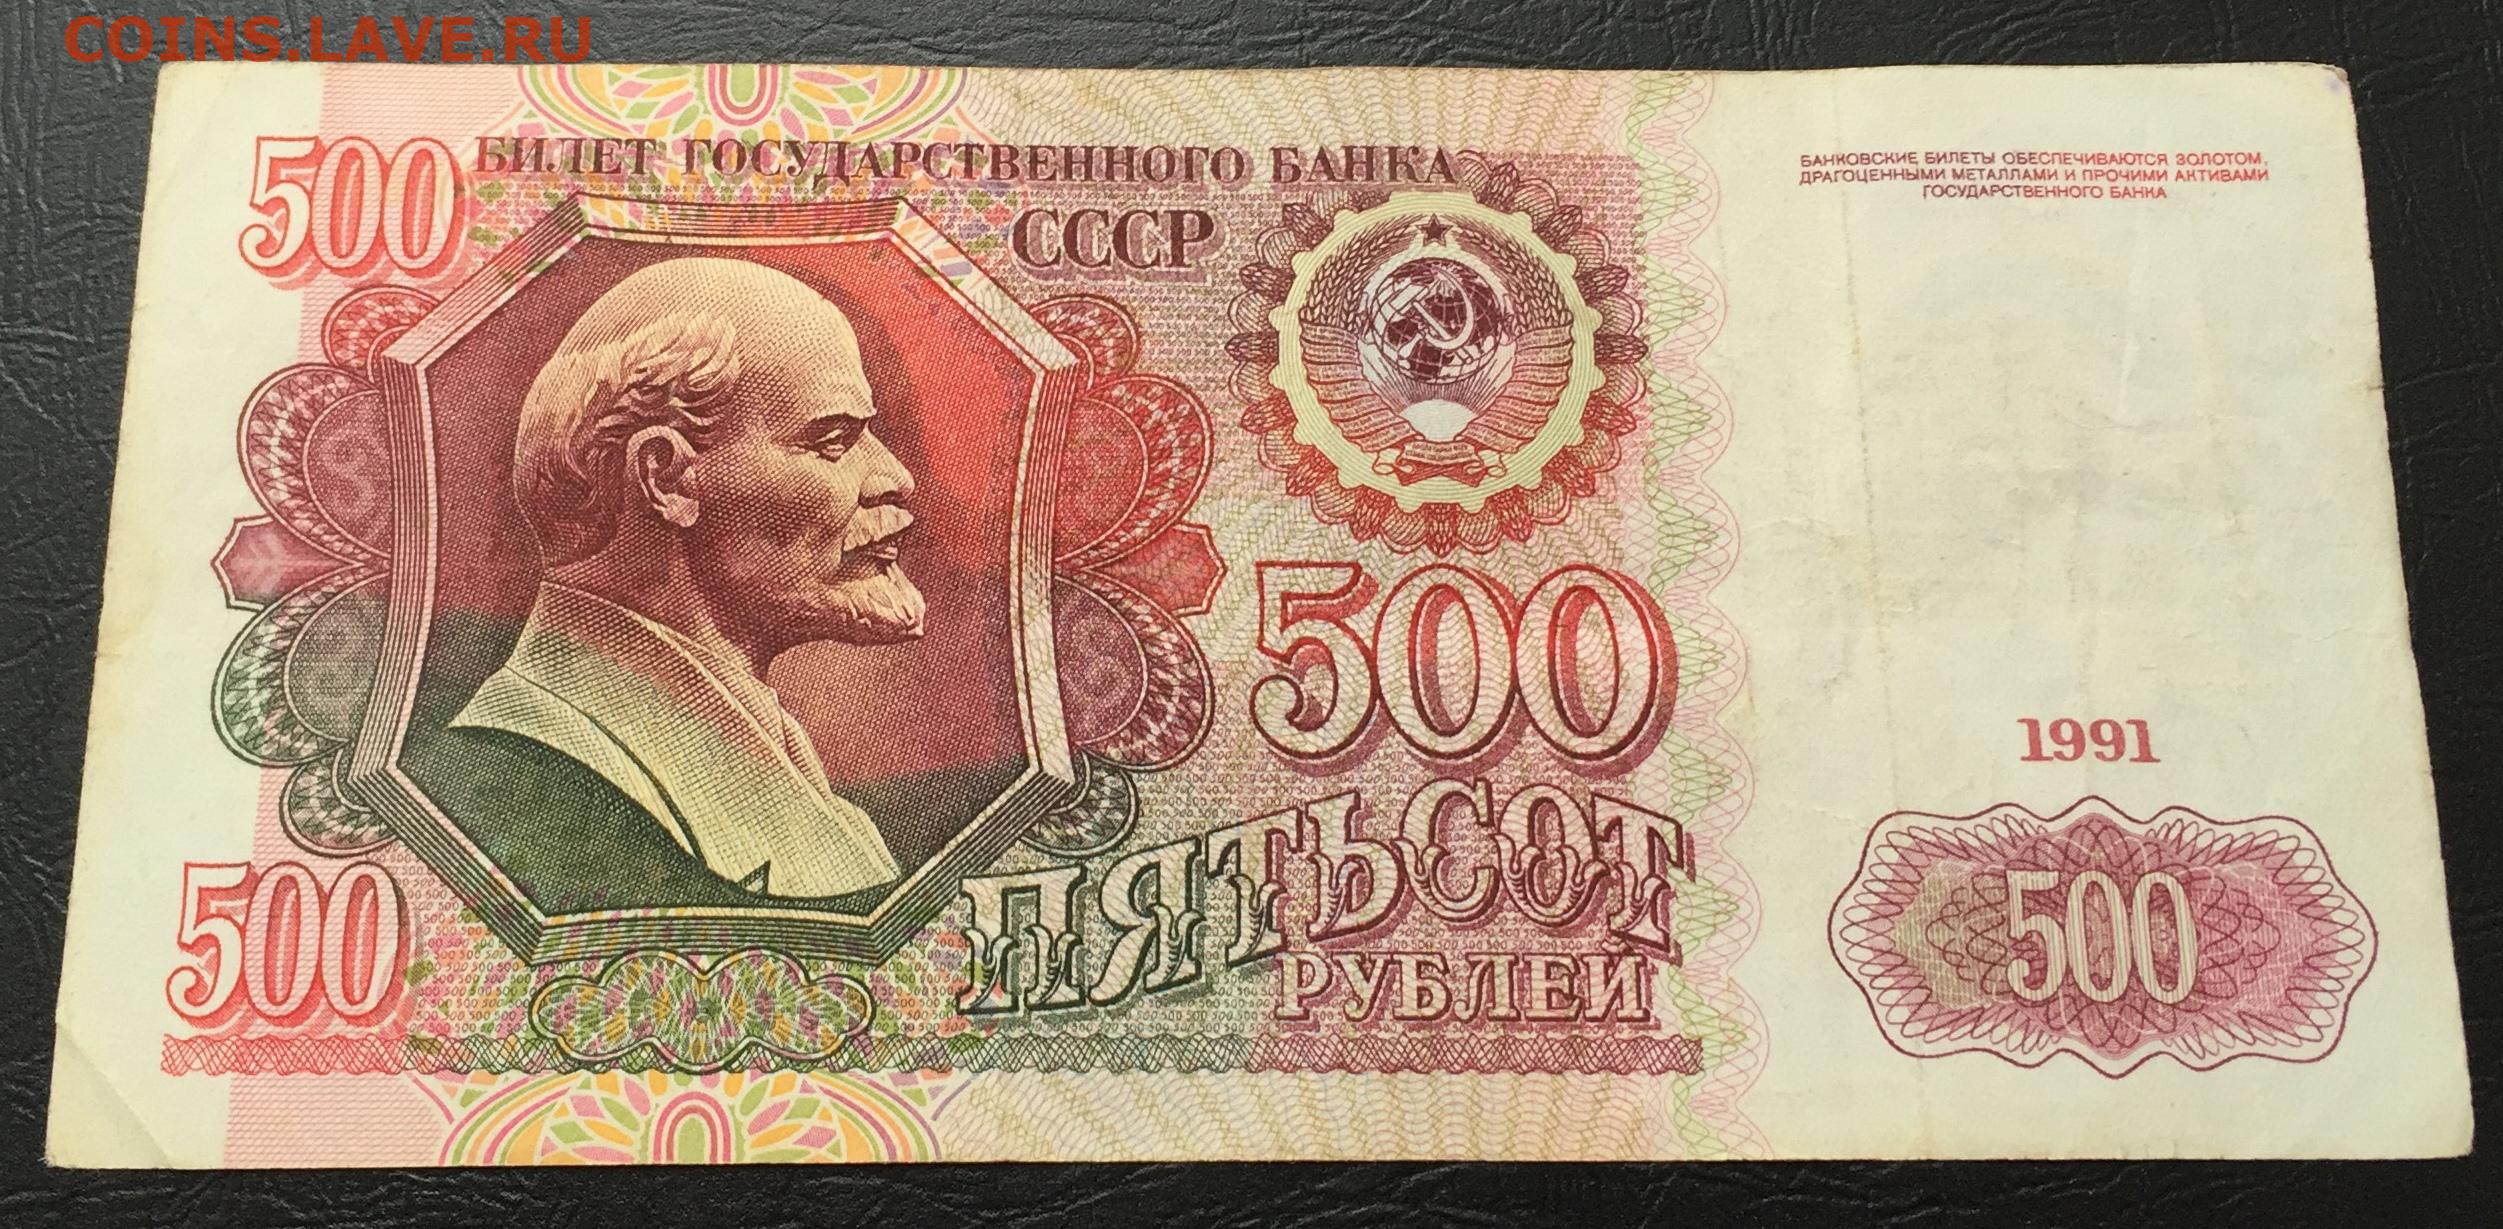 COINS.LAVE.RU
500
БИЛЕТ ГОСУДАРСТВЕННОГО БАНКА
СССР
БАНКОВСКИЕ БИЛЕТЫ ОБЕСПЕЧИВАЮТСЯ ЗОЛОТОМ,
ДРАГОЦЕННЫМИ МЕТАЛЛАМИ И ПРОЧИМИ АКТИВАМИ
ГОСУДАРСТВЕННОГО БАНКА
500
ПЯТЬСОТ
РУБЛЕЙ
1991
500
500